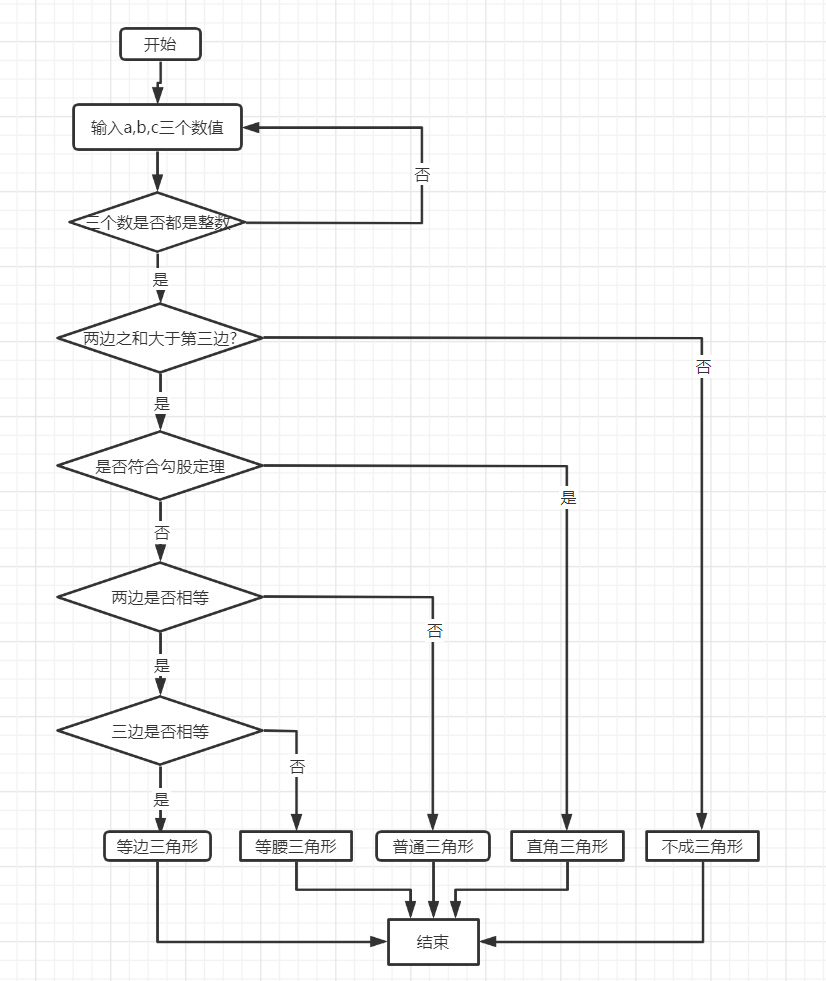 开始
输入a,b,c三个数值
否
三个数是否都是整数
是
两边之和大于第三边?
否
是
是否符合勾股定理
是
否
两边是否相等
否
是
三边是否相等
否
是
等边三角形
等腰三角形
普通三角形
直角三角形
不成三角形
结束